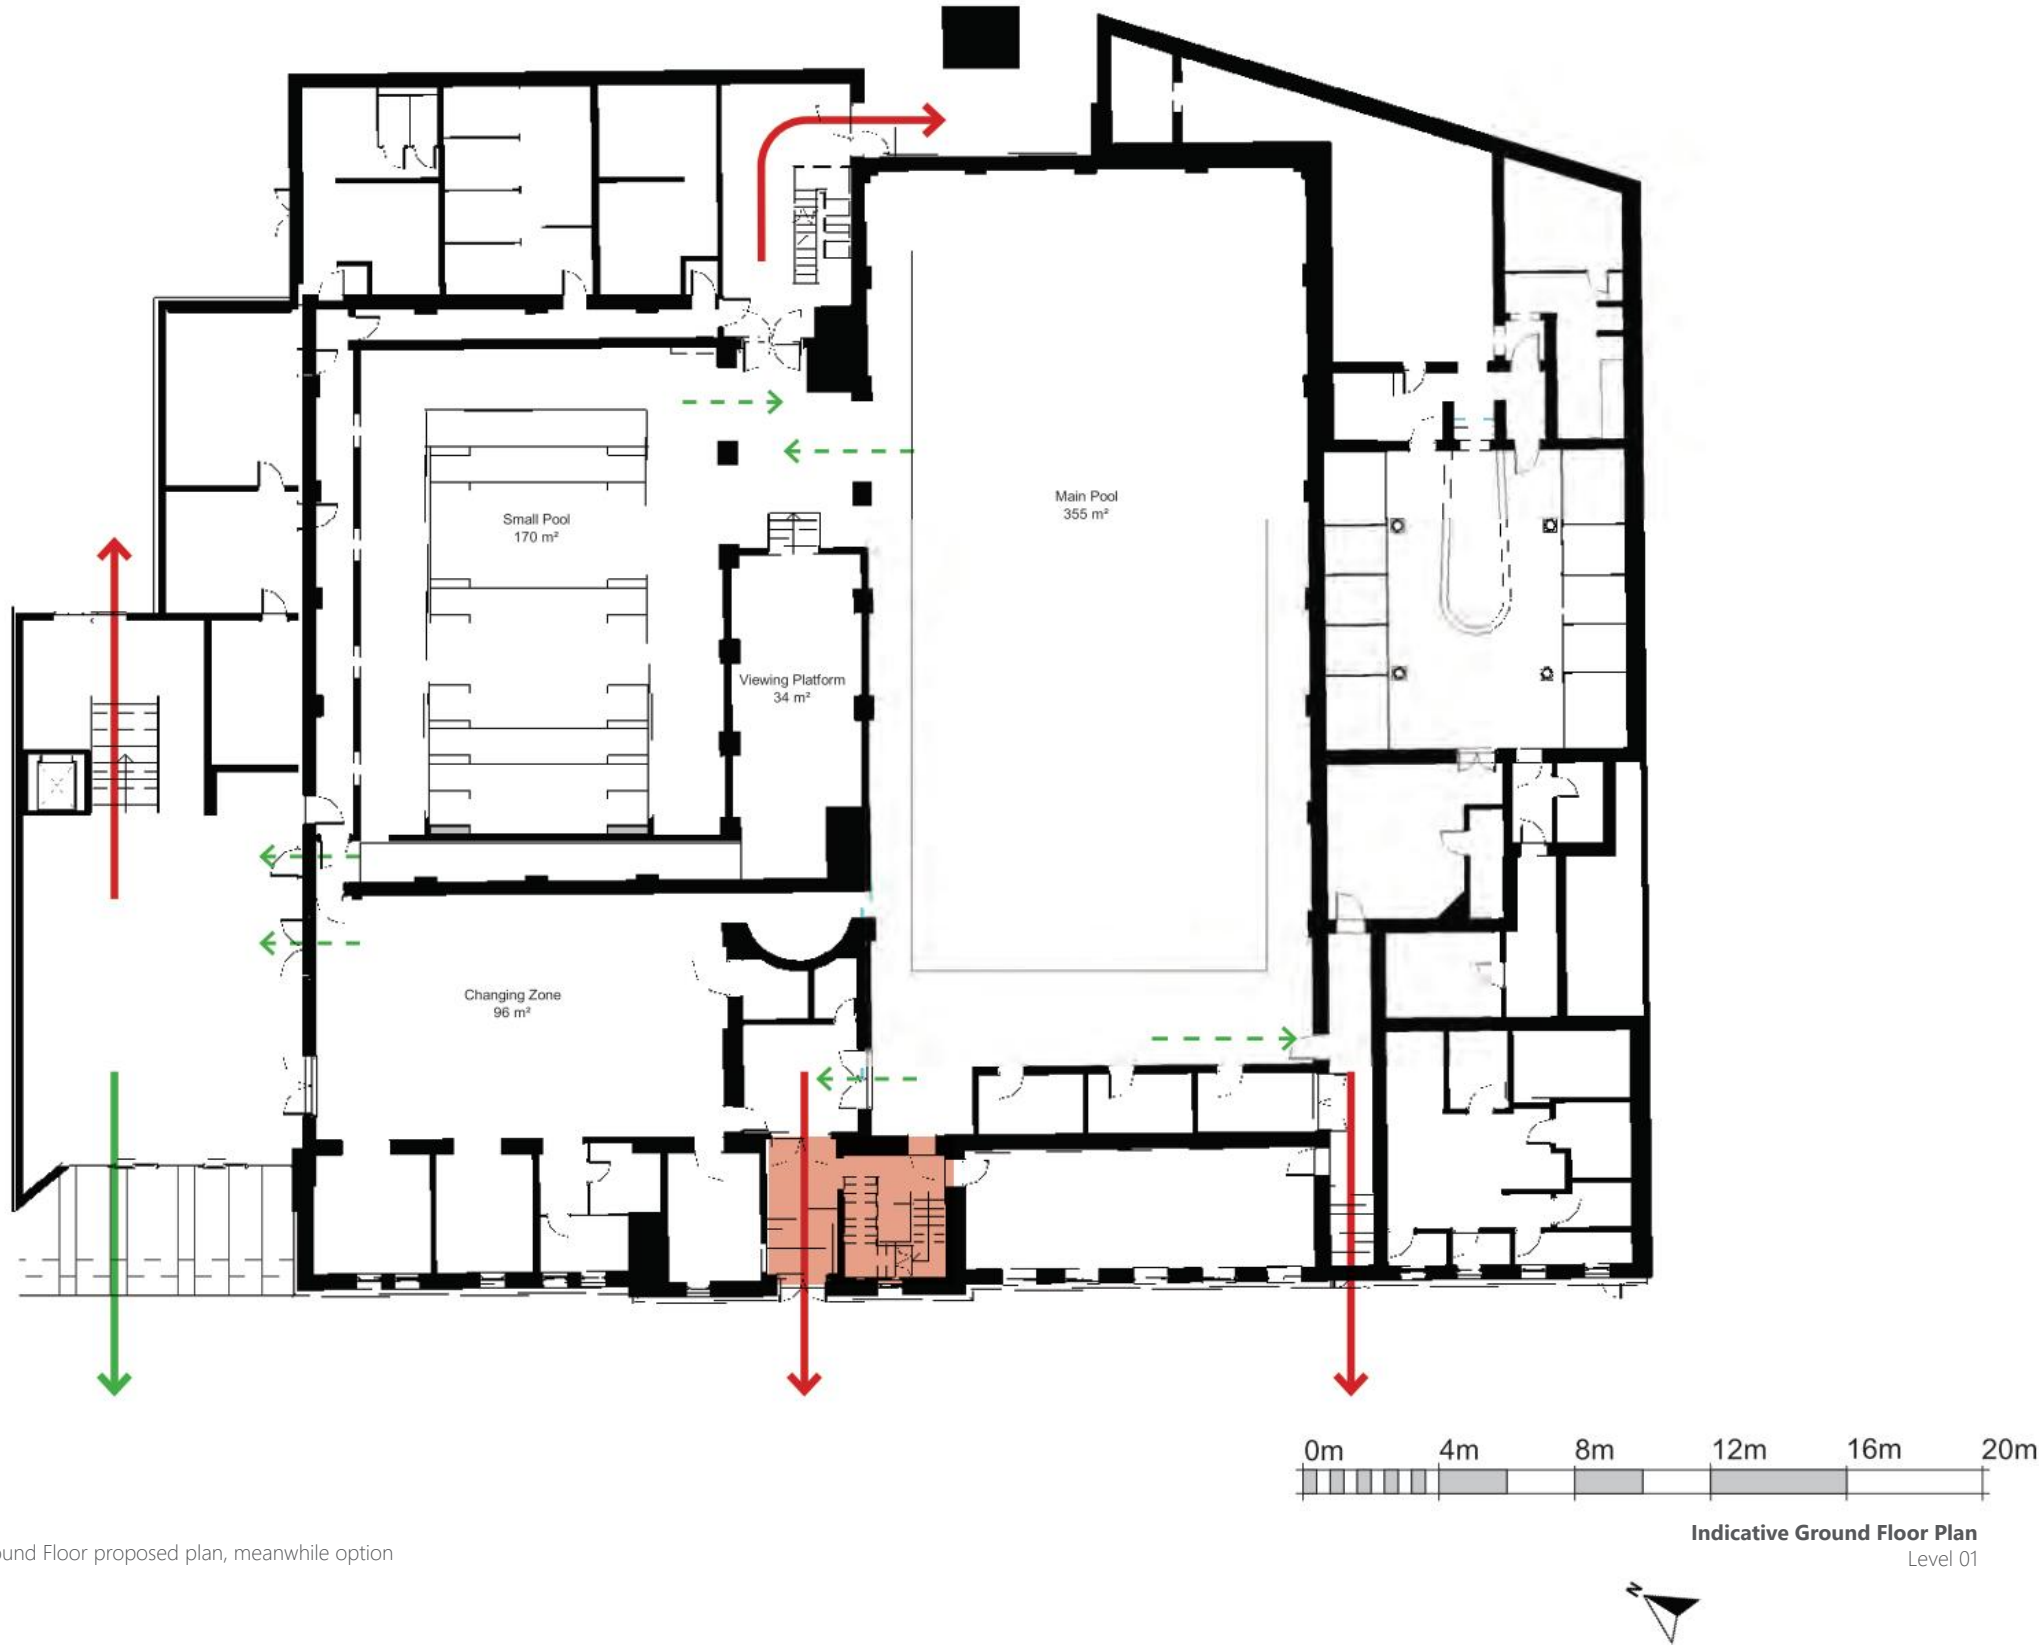 Main Pool
355 m²
Small Pool
170 m²
Viewing Platform
34 m²
Changing Zone
96 m²
0m 4m 8m 12m 16m 20m
Indicative Ground Floor Plan
Floor proposed plan, meanwhile option
Level 01
N